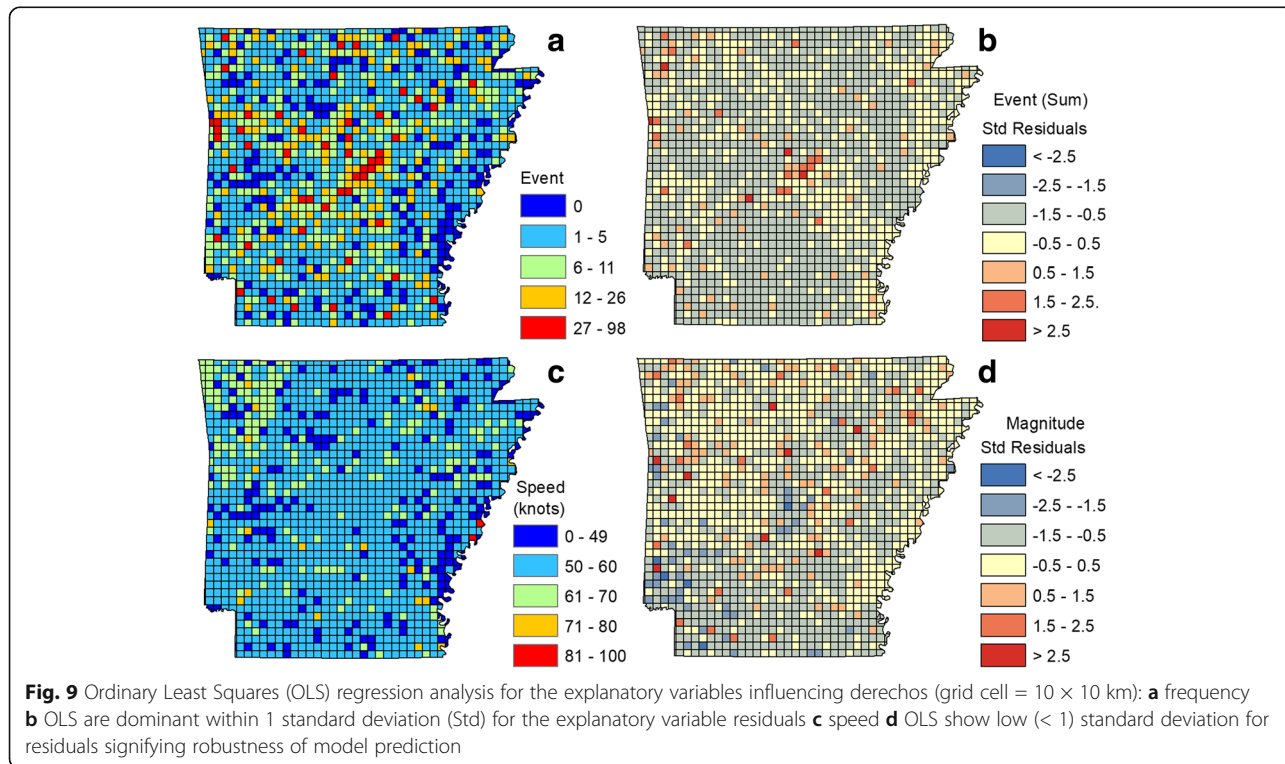 a
Event
0
1 - 5
6 - 11
12 - 26
27 - 98
b
Event (Sum)
Std Residuals
< -2.5
-2.5 - -1.5
-1.5 - -0.5
-0.5 - 0.5
0.5 - 1.5
1.5 - 2.5.
> 2.5
c
Speed
(knots)
0 - 49
50 - 60
61 - 70
71 - 80
81 - 100
d
Magnitude
Std Residuals
< -2.5
-2.5 - -1.5
-1.5 - -0.5
-0.5 - 0.5
0.5 - 1.5
1.5 - 2.5
> 2.5
Fig. 9 Ordinary Least Squares (OLS) regression analysis for the explanatory variables influencing derechos (grid cell = 10 × 10 km): a frequency
b OLS are dominant within 1 standard deviation (Std) for the explanatory variable residuals c speed d OLS show low (< 1) standard deviation for
residuals signifying robustness of model prediction